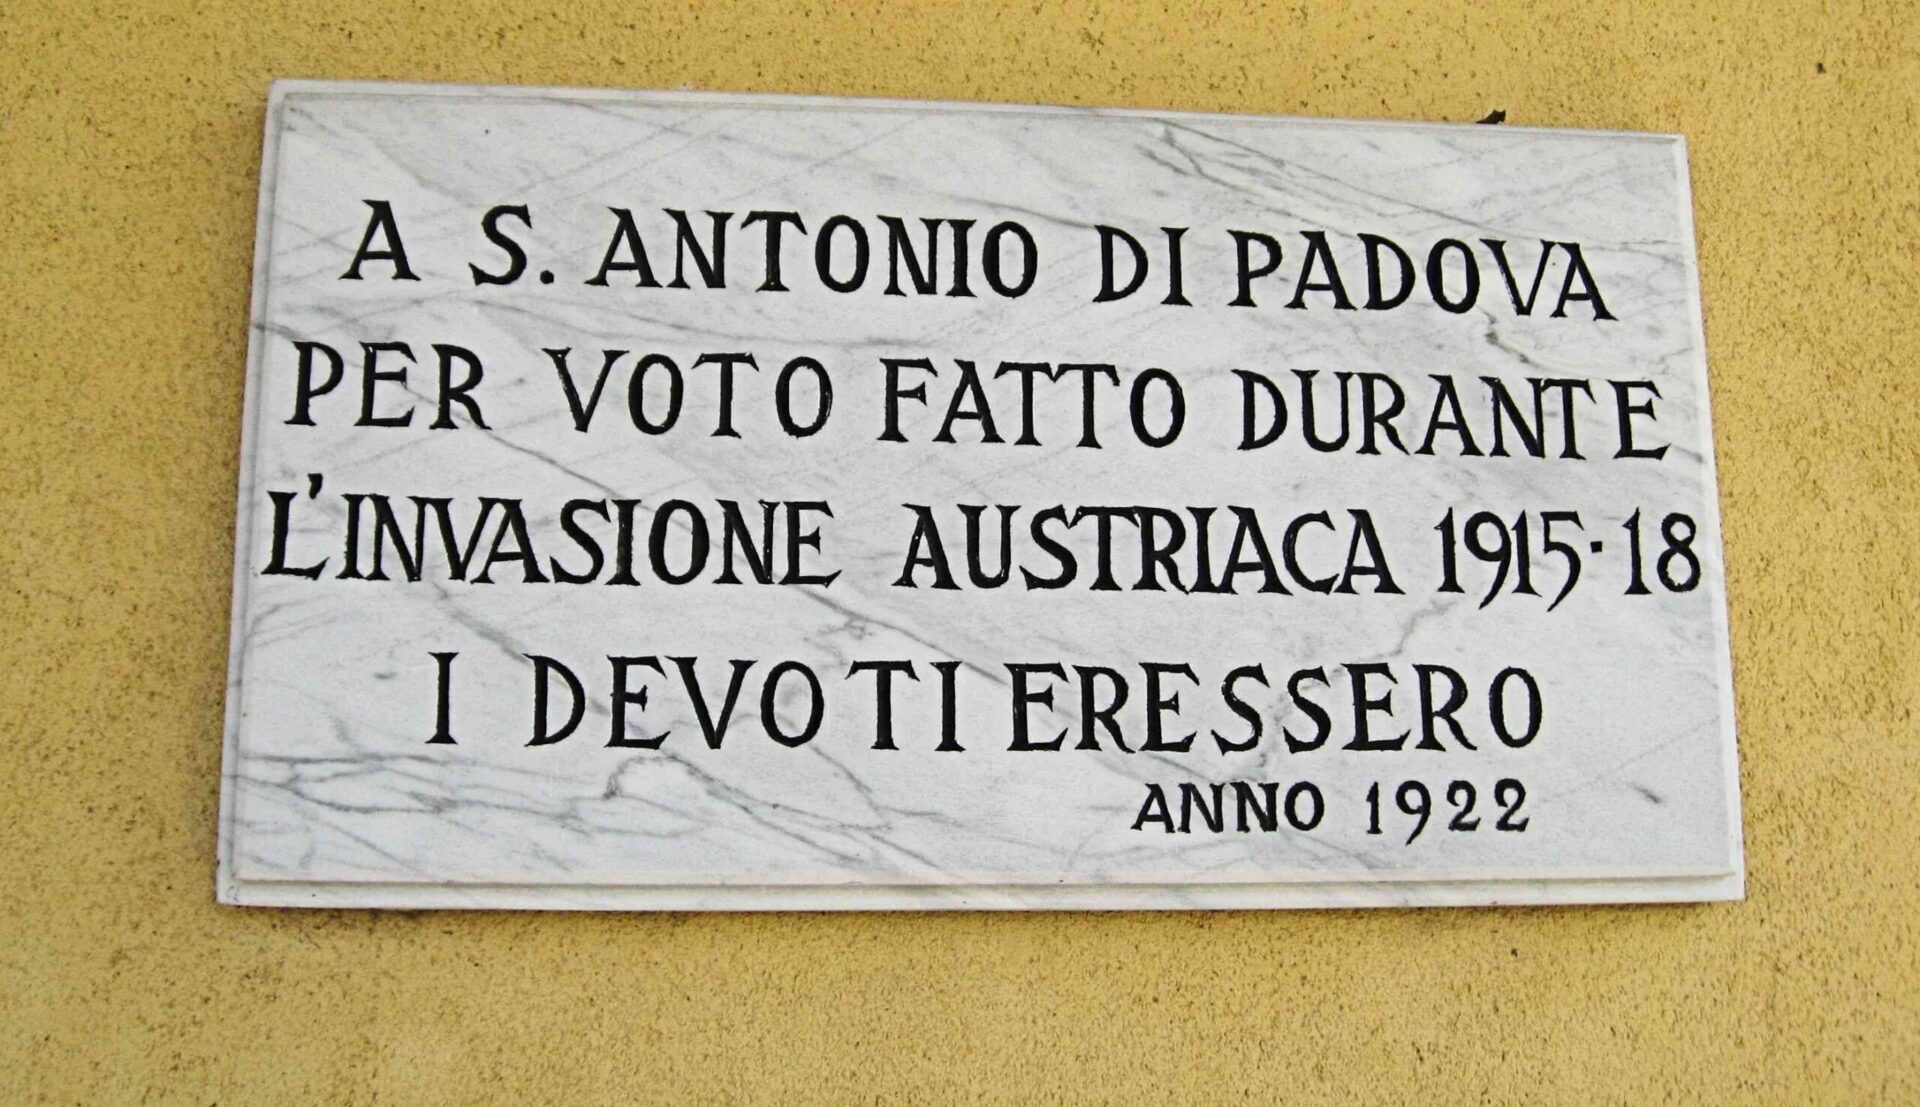 A S. ANTONIO DI PADOVA
PER VOTO FATTO DURANTE
L'INVASIONE AUSTRIACA 1915-18
I DEVOTI ERESSERO
ANNO 1922